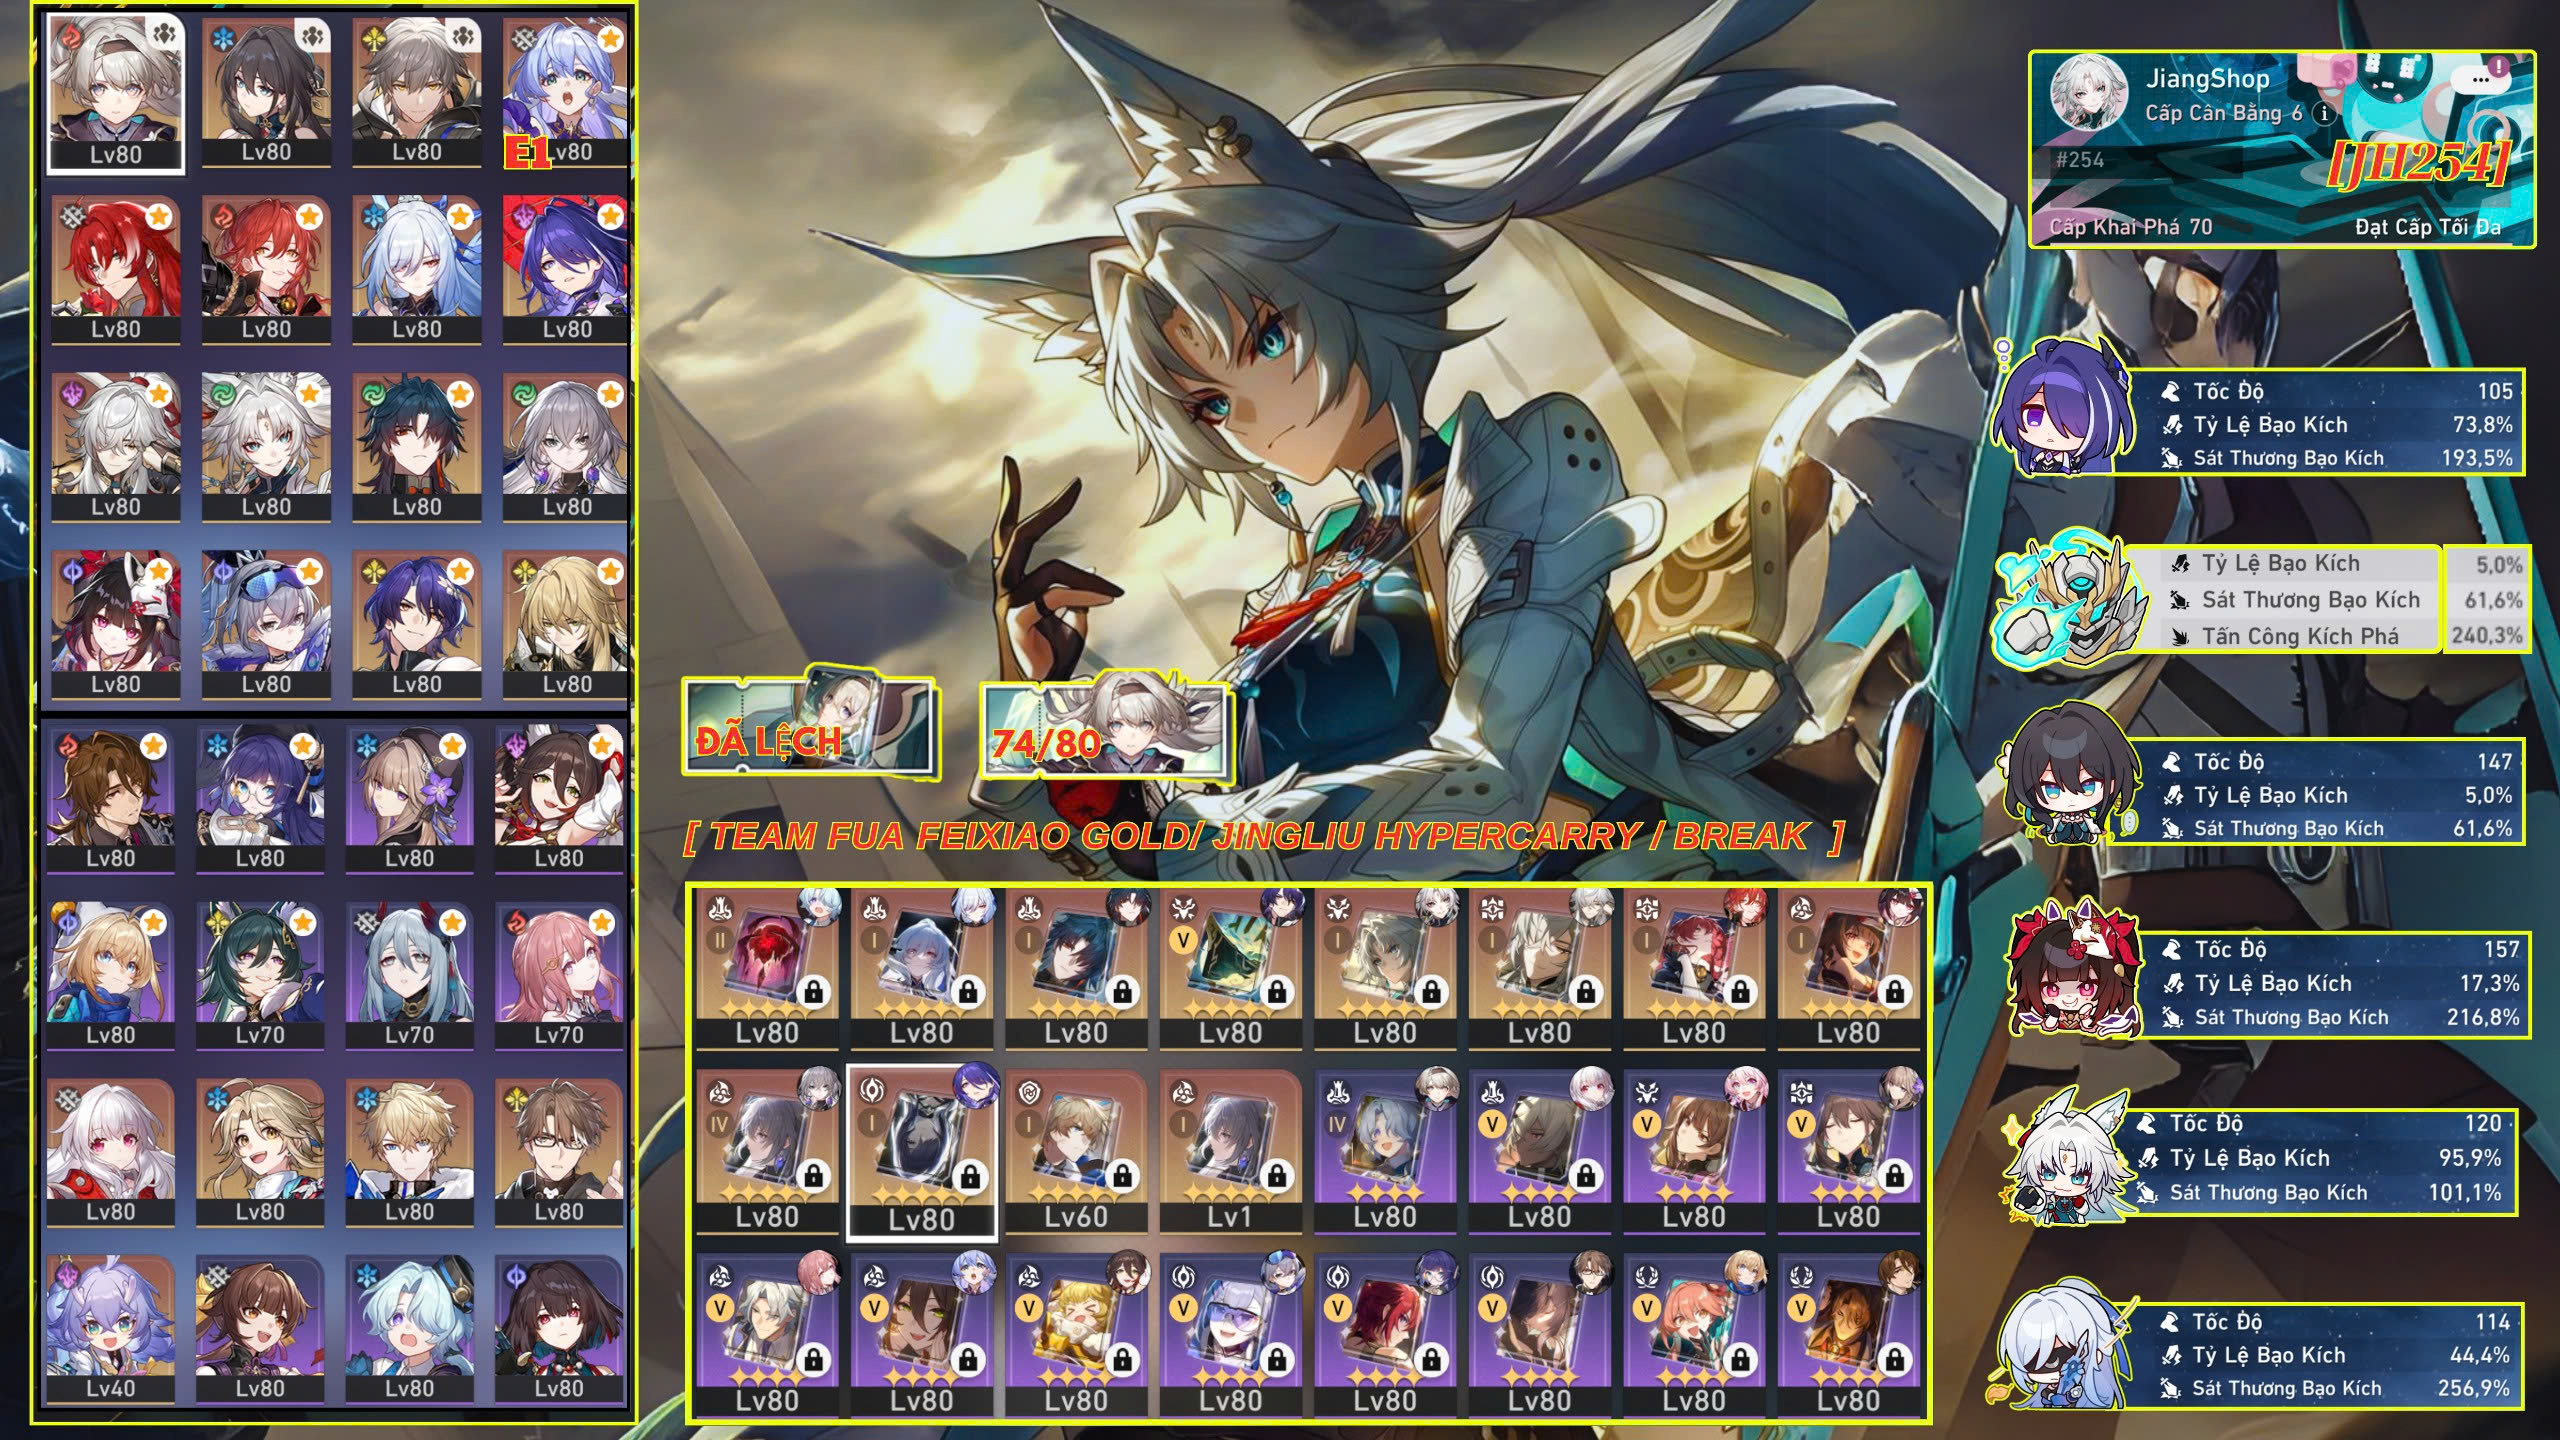 Lv80 Lv80 Lv80 E1 Lv80
Lv80 Lv80 Lv80 Lv80
Lv80 Lv80 Lv80 Lv80
Lv80 Lv80 Lv80 Lv80
Lv80 Lv80 Lv80 Lv80
Lv80 Lv70 Lv70 Lv70
Lv80 Lv80 Lv80 Lv80
Lv40 Lv80 Lv80 Lv80
ĐÃ LỆCH
74/80
[ TEAM FUA FEIXIAO GOLD/ JINGLIU HYPERCARRY / BREAK ]
II I I V I I I I
Lv80 Lv80 Lv80 Lv80 Lv80 Lv80 Lv80 Lv80
IV I I I IV V V V
Lv80 Lv80 Lv60 Lv1 Lv80 Lv80 Lv80 Lv80
V V V V V V V V
Lv80 Lv80 Lv80 Lv80 Lv80 Lv80 Lv80 Lv80
JiangShop
Cấp Cân Bằng 6 i
#254
[JH254]
Cấp Khai Phá 70 Đạt Cấp Tối Đa
Tốc Độ 105
Tỷ Lệ Bạo Kích 73,8%
Sát Thương Bạo Kích 193,5%
Tỷ Lệ Bạo Kích 5,0%
Sát Thương Bạo Kích 61,6%
Tấn Công Kích Phá 240,3%
Tốc Độ 147
Tỷ Lệ Bạo Kích 5,0%
Sát Thương Bạo Kích 61,6%
Tốc Độ 157
Tỷ Lệ Bạo Kích 17,3%
Sát Thương Bạo Kích 216,8%
Tốc Độ 120
Tỷ Lệ Bạo Kích 95,9%
Sát Thương Bạo Kích 101,1%
Tốc Độ 114
Tỷ Lệ Bạo Kích 44,4%
Sát Thương Bạo Kích 256,9%